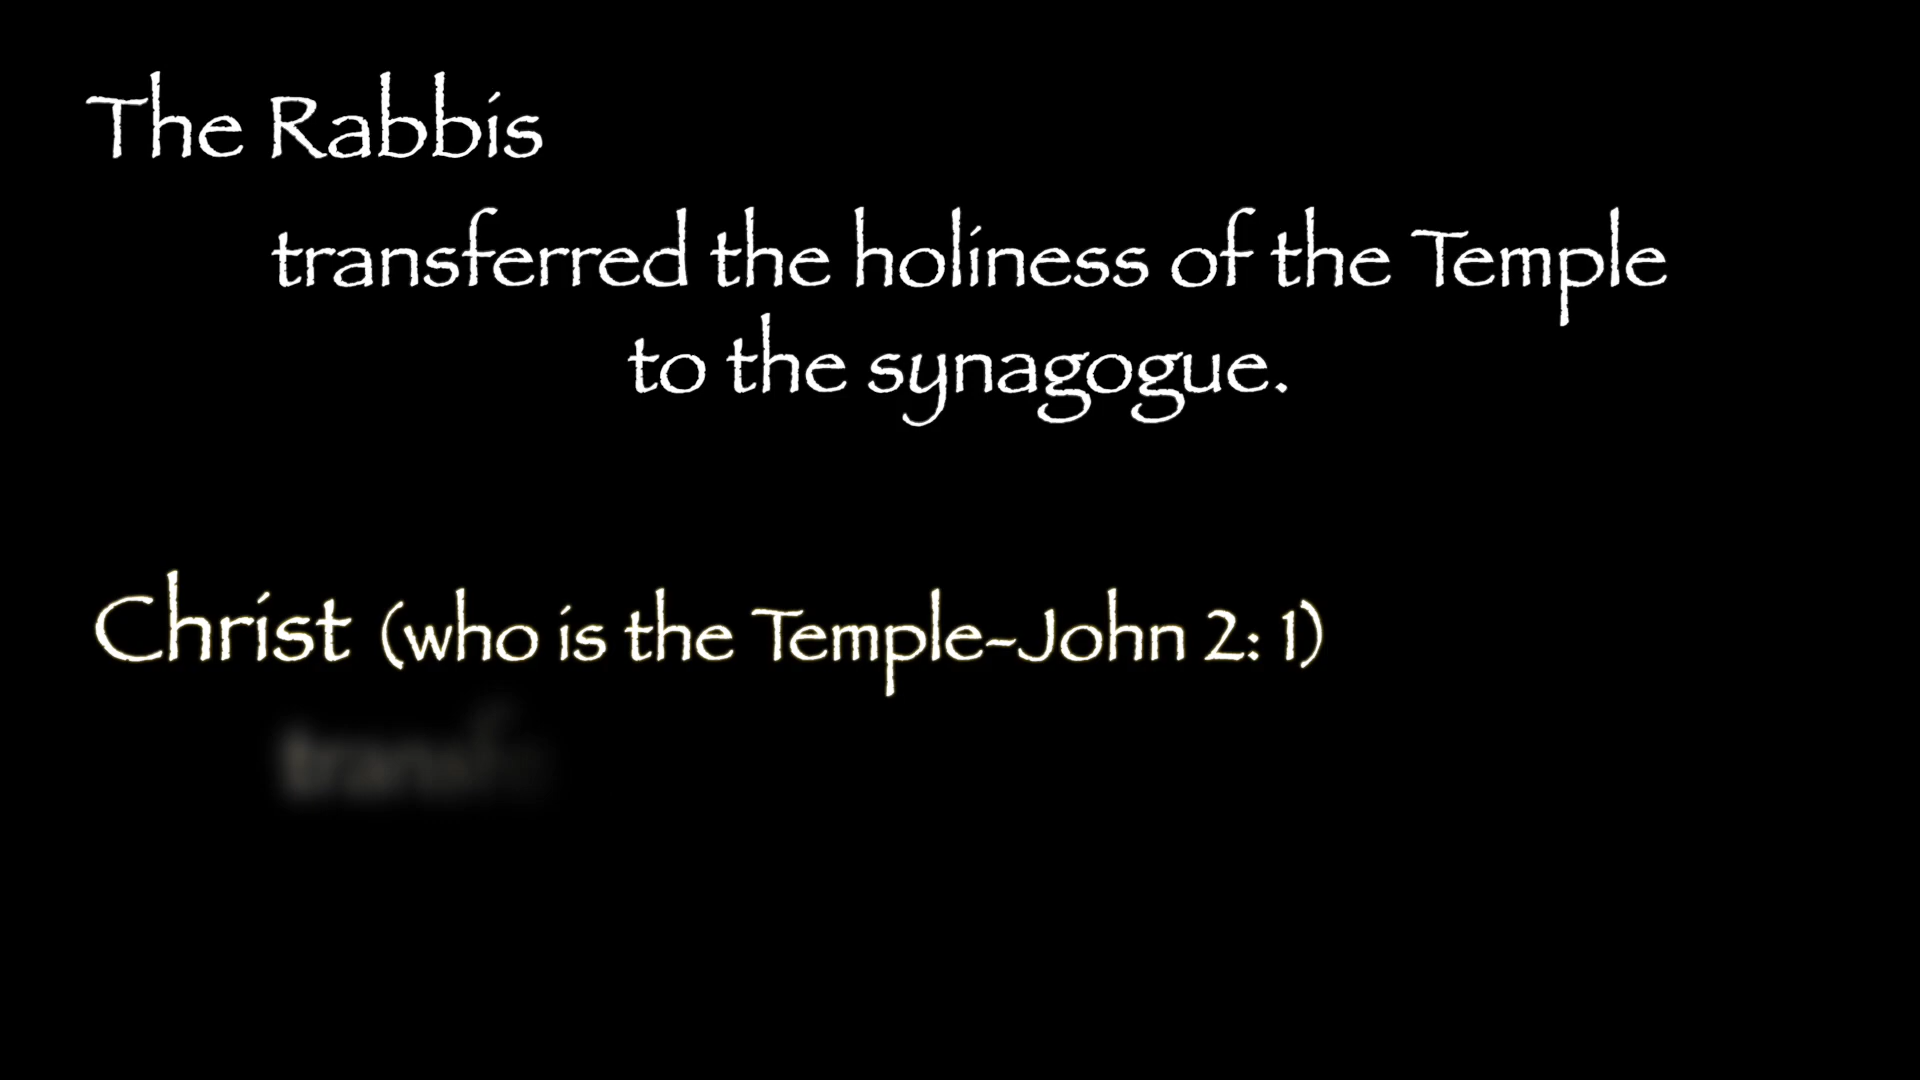 The Rabbis
transferred the holiness of the Temple
to the synagogue.
Christ (who is the Temple-John 2: 1)